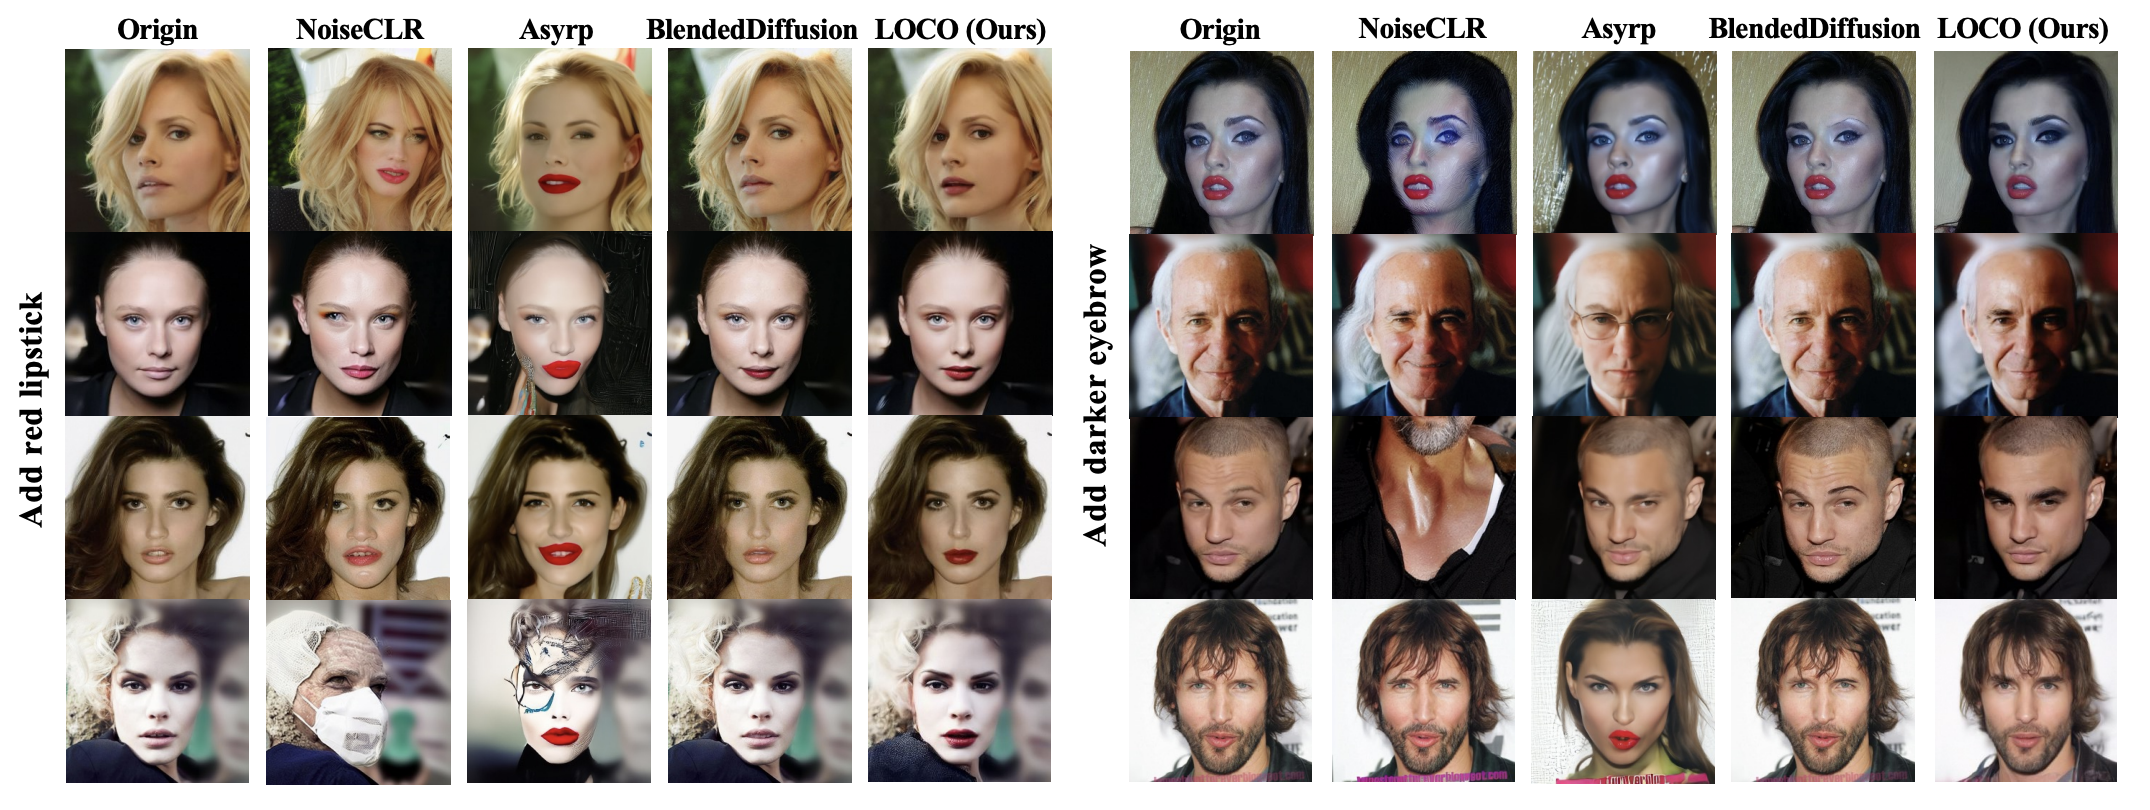 Origin NoiseCLR Asyrp BlendedDiffusion LOCO (Ours)
Add red lipstick
Origin NoiseCLR Asyrp BlendedDiffusion LOCO (Ours)
Add darker eyebrow